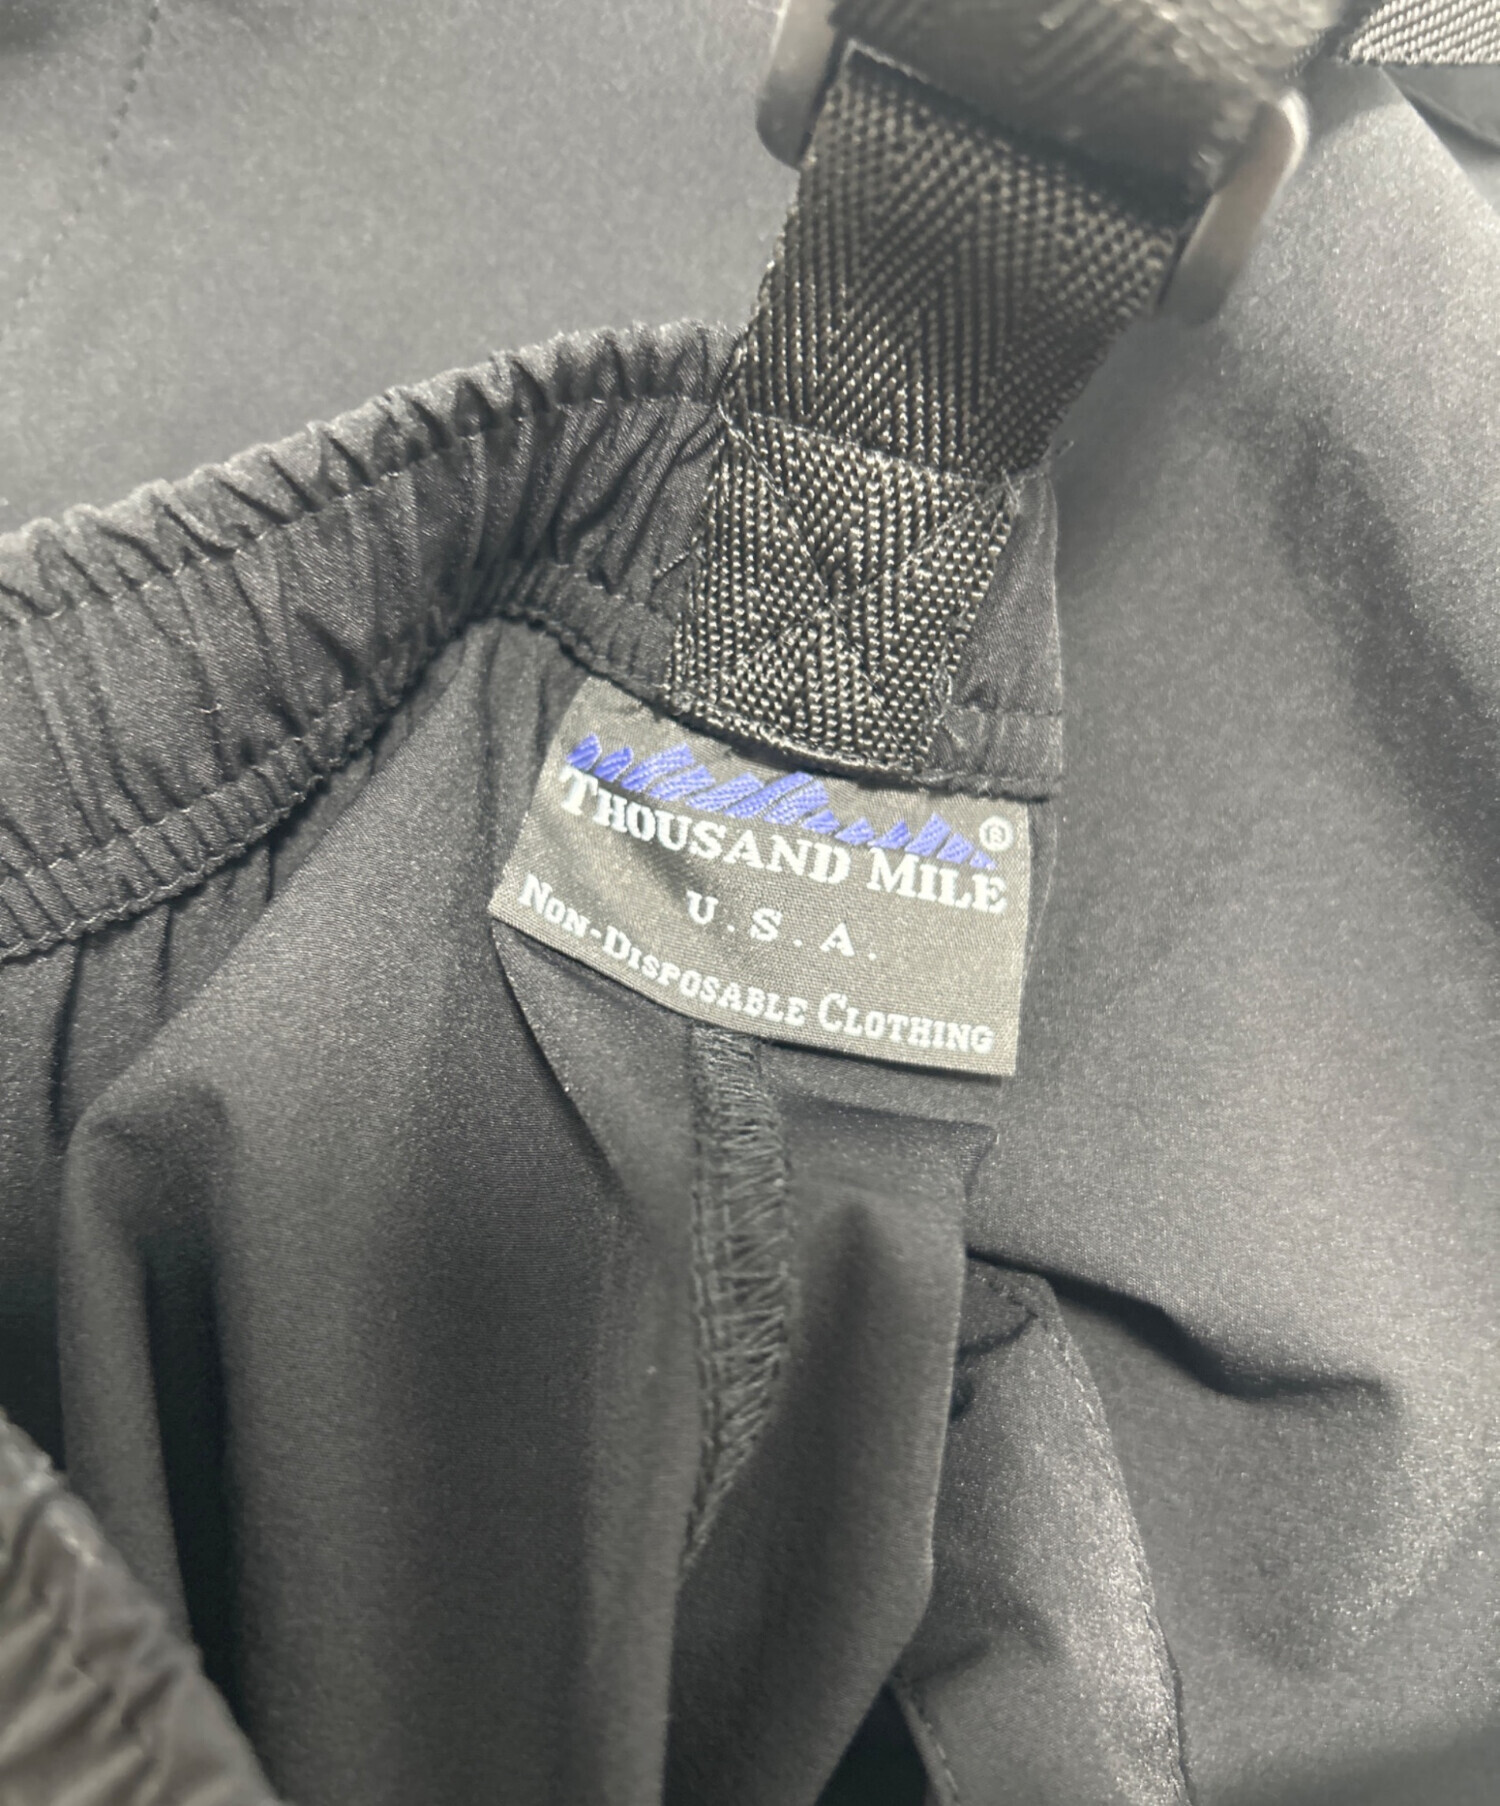 THOUSAND MILE ®
U.S.A.
NON-DISPOSABLE CLOTHING